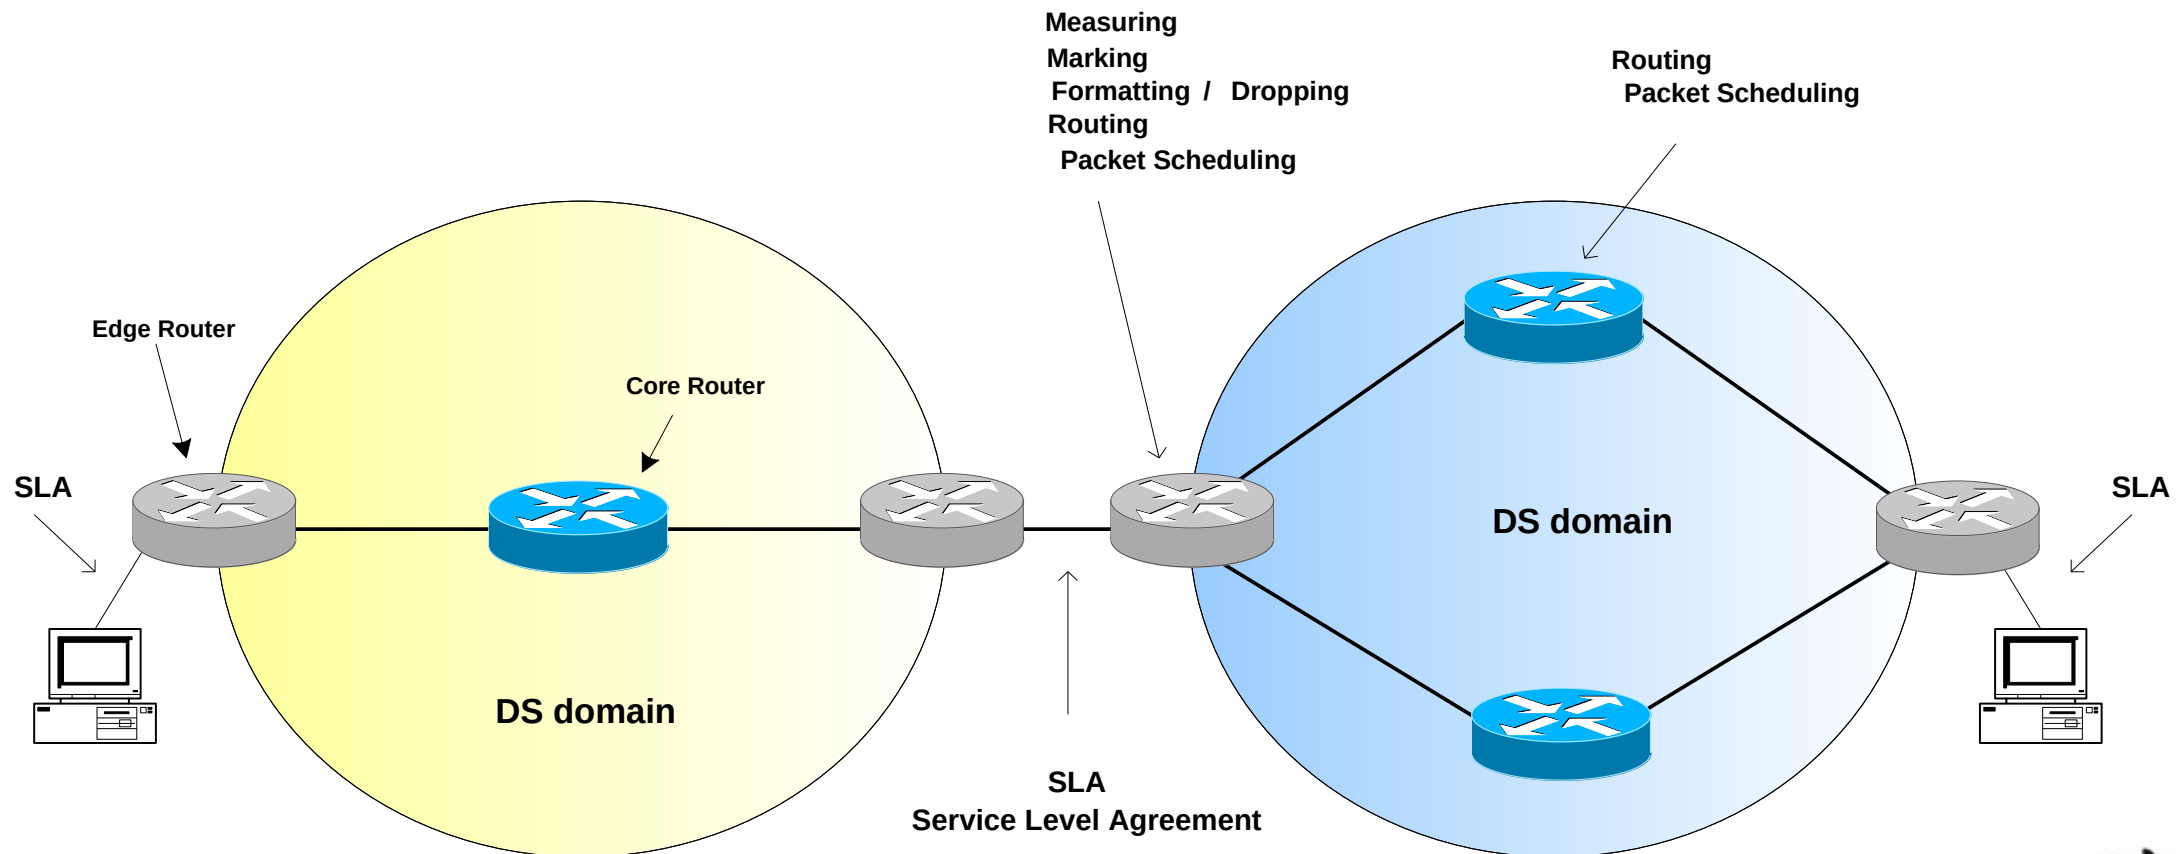 Measuring
Marking
Formatting / Dropping
Routing
Packet Scheduling
Routing
Packet Scheduling
Edge Router
Core Router
SLA
SLA
DS domain
DS domain
SLA
Service Level Agreement